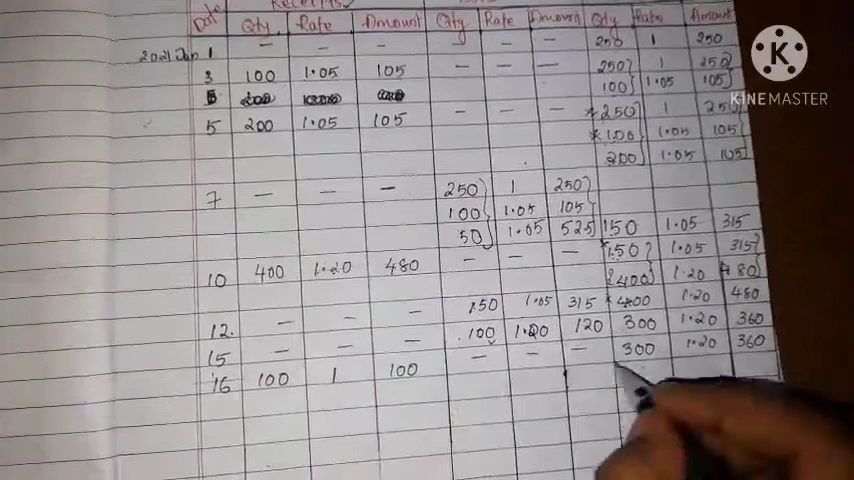 Receipts
Date Qty Rate Amount Qty Rate Amount Qty Rate Amount
2021 Jan 1 — — — — — — 250 1 250
3 100 1.05 105 — — — 250 1 250
100 1.05 105
5 200 1.05 105 — — — *250 1 250
*100 1.05 105
200 1.05 105
7 — — — 250 1 250
100 1.05 105
50 1.05 525 150 1.05 315
10 400 1.20 480 — — — 150 1.05 315
400 1.20 480
12. — — — 150 1.05 315 400 1.20 480
15 — — — 100 1.20 120 300 1.20 360
16 100 1 100 — — — 300 1.20 360
K
KINEMASTER